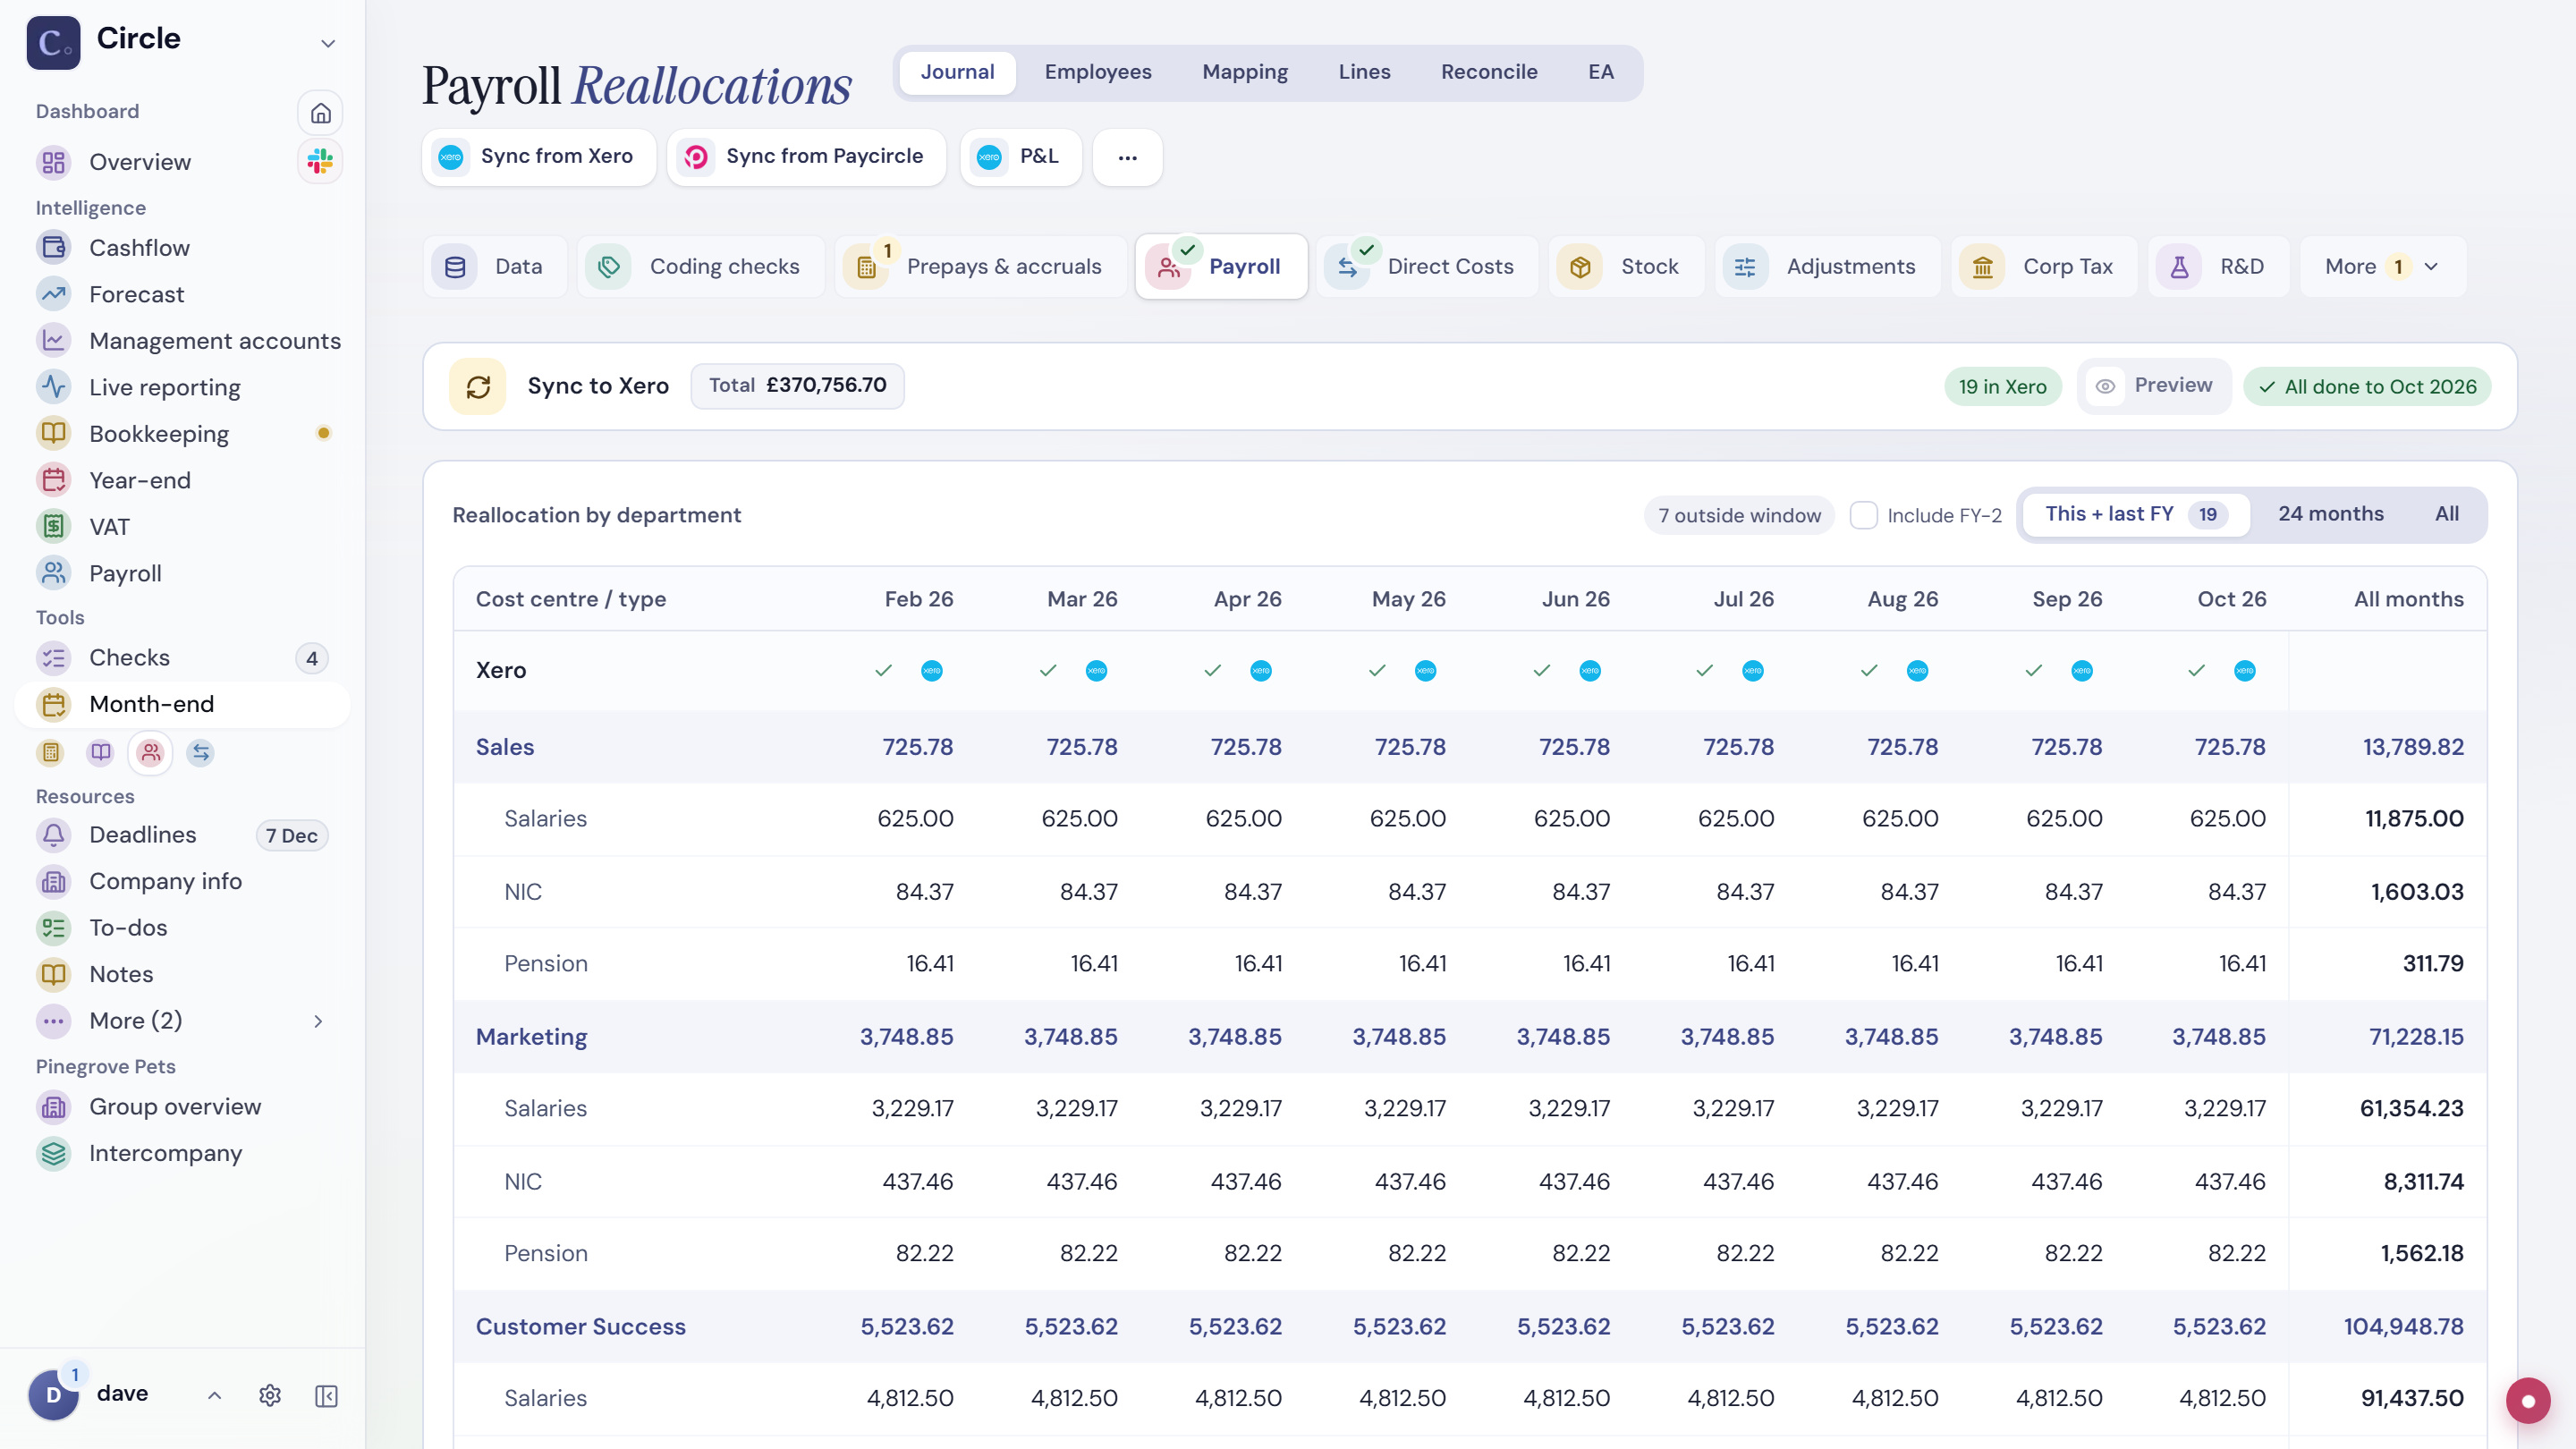 C.
Circle
Dashboard
Overview
Intelligence
Cashflow
Forecast
Management accounts
Live reporting
Bookkeeping
Year-end
VAT
Payroll
Tools
Checks 4
Month-end
Resources
Deadlines 7 Dec
Company info
To-dos
Notes
More (2)
Pinegrove Pets
Group overview
Intercompany
D 1 dave
Payroll Reallocations
Journal Employees Mapping Lines Reconcile EA
xero Sync from Xero Sync from Paycircle xero P&L ...
Data Coding checks 1 Prepays & accruals Payroll Direct Costs Stock Adjustments Corp Tax R&D More 1
Sync to Xero Total £370,756.70 19 in Xero Preview All done to Oct 2026
Reallocation by department 7 outside window Include FY-2 This + last FY 19 24 months All
Cost centre / type Feb 26 Mar 26 Apr 26 May 26 Jun 26 Jul 26 Aug 26 Sep 26 Oct 26 All months
Xero xero xero xero xero xero xero xero xero xero
Sales 725.78 725.78 725.78 725.78 725.78 725.78 725.78 725.78 725.78 13,789.82
Salaries 625.00 625.00 625.00 625.00 625.00 625.00 625.00 625.00 625.00 11,875.00
NIC 84.37 84.37 84.37 84.37 84.37 84.37 84.37 84.37 84.37 1,603.03
Pension 16.41 16.41 16.41 16.41 16.41 16.41 16.41 16.41 16.41 311.79
Marketing 3,748.85 3,748.85 3,748.85 3,748.85 3,748.85 3,748.85 3,748.85 3,748.85 3,748.85 71,228.15
Salaries 3,229.17 3,229.17 3,229.17 3,229.17 3,229.17 3,229.17 3,229.17 3,229.17 3,229.17 61,354.23
NIC 437.46 437.46 437.46 437.46 437.46 437.46 437.46 437.46 437.46 8,311.74
Pension 82.22 82.22 82.22 82.22 82.22 82.22 82.22 82.22 82.22 1,562.18
Customer Success 5,523.62 5,523.62 5,523.62 5,523.62 5,523.62 5,523.62 5,523.62 5,523.62 5,523.62 104,948.78
Salaries 4,812.50 4,812.50 4,812.50 4,812.50 4,812.50 4,812.50 4,812.50 4,812.50 4,812.50 91,437.50